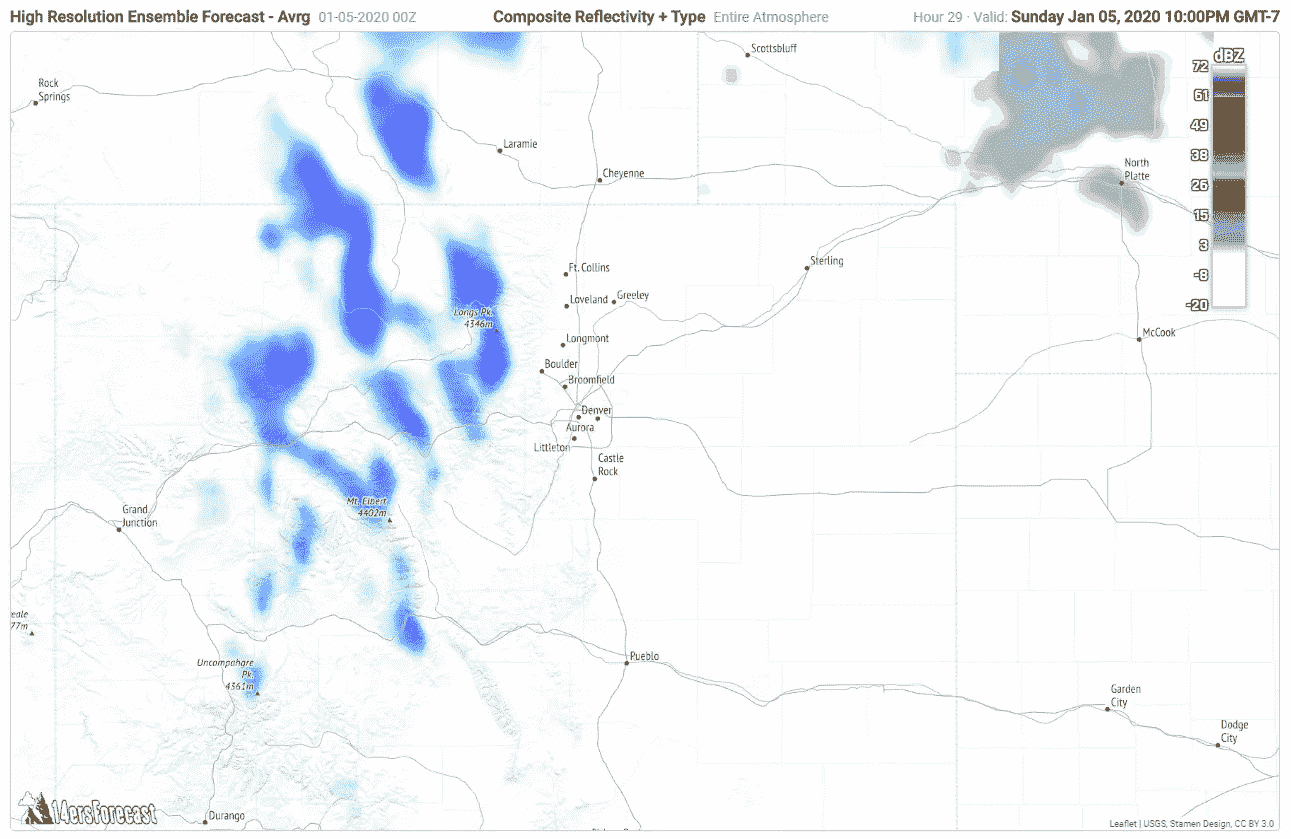 High Resolution Ensemble Forecast - Avrg 01-05-2020 00Z Composite Reflectivity + Type Entire Atmosphere Hour 29 · Valid: Sunday Jan 05, 2020 10:00PM GMT-7
Scottsbluff
dBZ
72
61
49
38
26
15
3
-8
-20
Rock
Springs
Laramie
Cheyenne
North
Platte
Sterling
Ft. Collins
Greeley
Loveland
Longs Pk.
4346m
Longmont
McCook
Boulder
Broomfield
Denver
Aurora
Littleton
Castle
Rock
Mt. Elbert
4402m
Grand
Junction
eale
77m
Uncompahgre
Pk.
4361m
Pueblo
Garden
City
Dodge
City
14ersForecast
Durango
Leaflet | USGS, Stamen Design, CC BY 3.0